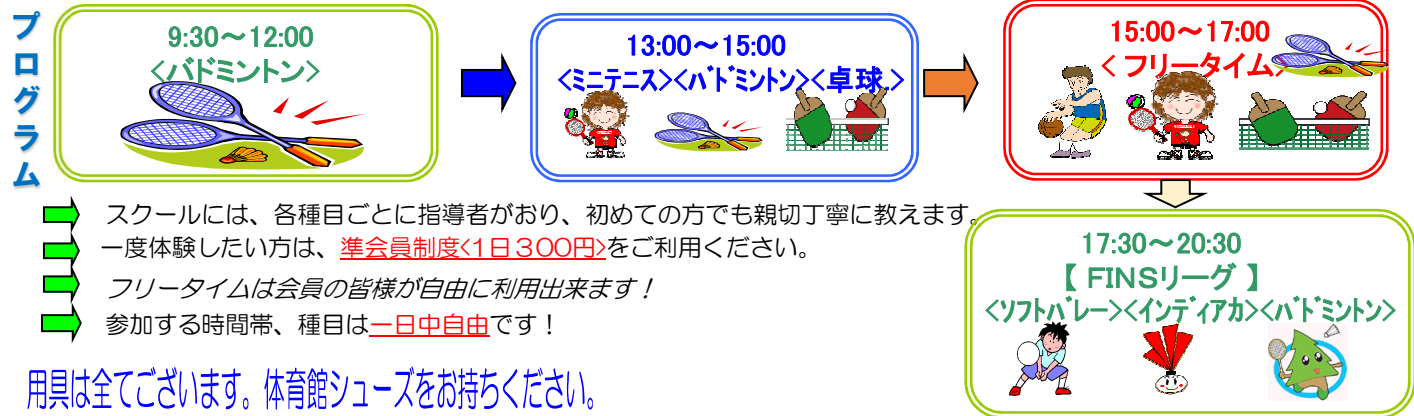 プログラム
9:30～12:00
<バドミントン>
13:00～15:00
<ミニテニス><バドミントン><卓球.>
15:00～17:00
< フリータイム>
スクールには、各種目ごとに指導者がおり、初めての方でも親切丁寧に教えます。
一度体験したい方は、準会員制度<1日３００円>をご利用ください。
フリータイムは会員の皆様が自由に利用出来ます！
参加する時間帯、種目は一日中自由です！
用具は全てございます。体育館シューズをお持ちください。
17:30～20:30
【 FINSリーグ 】
<ソフトバレー><インディアカ><バドミントン>